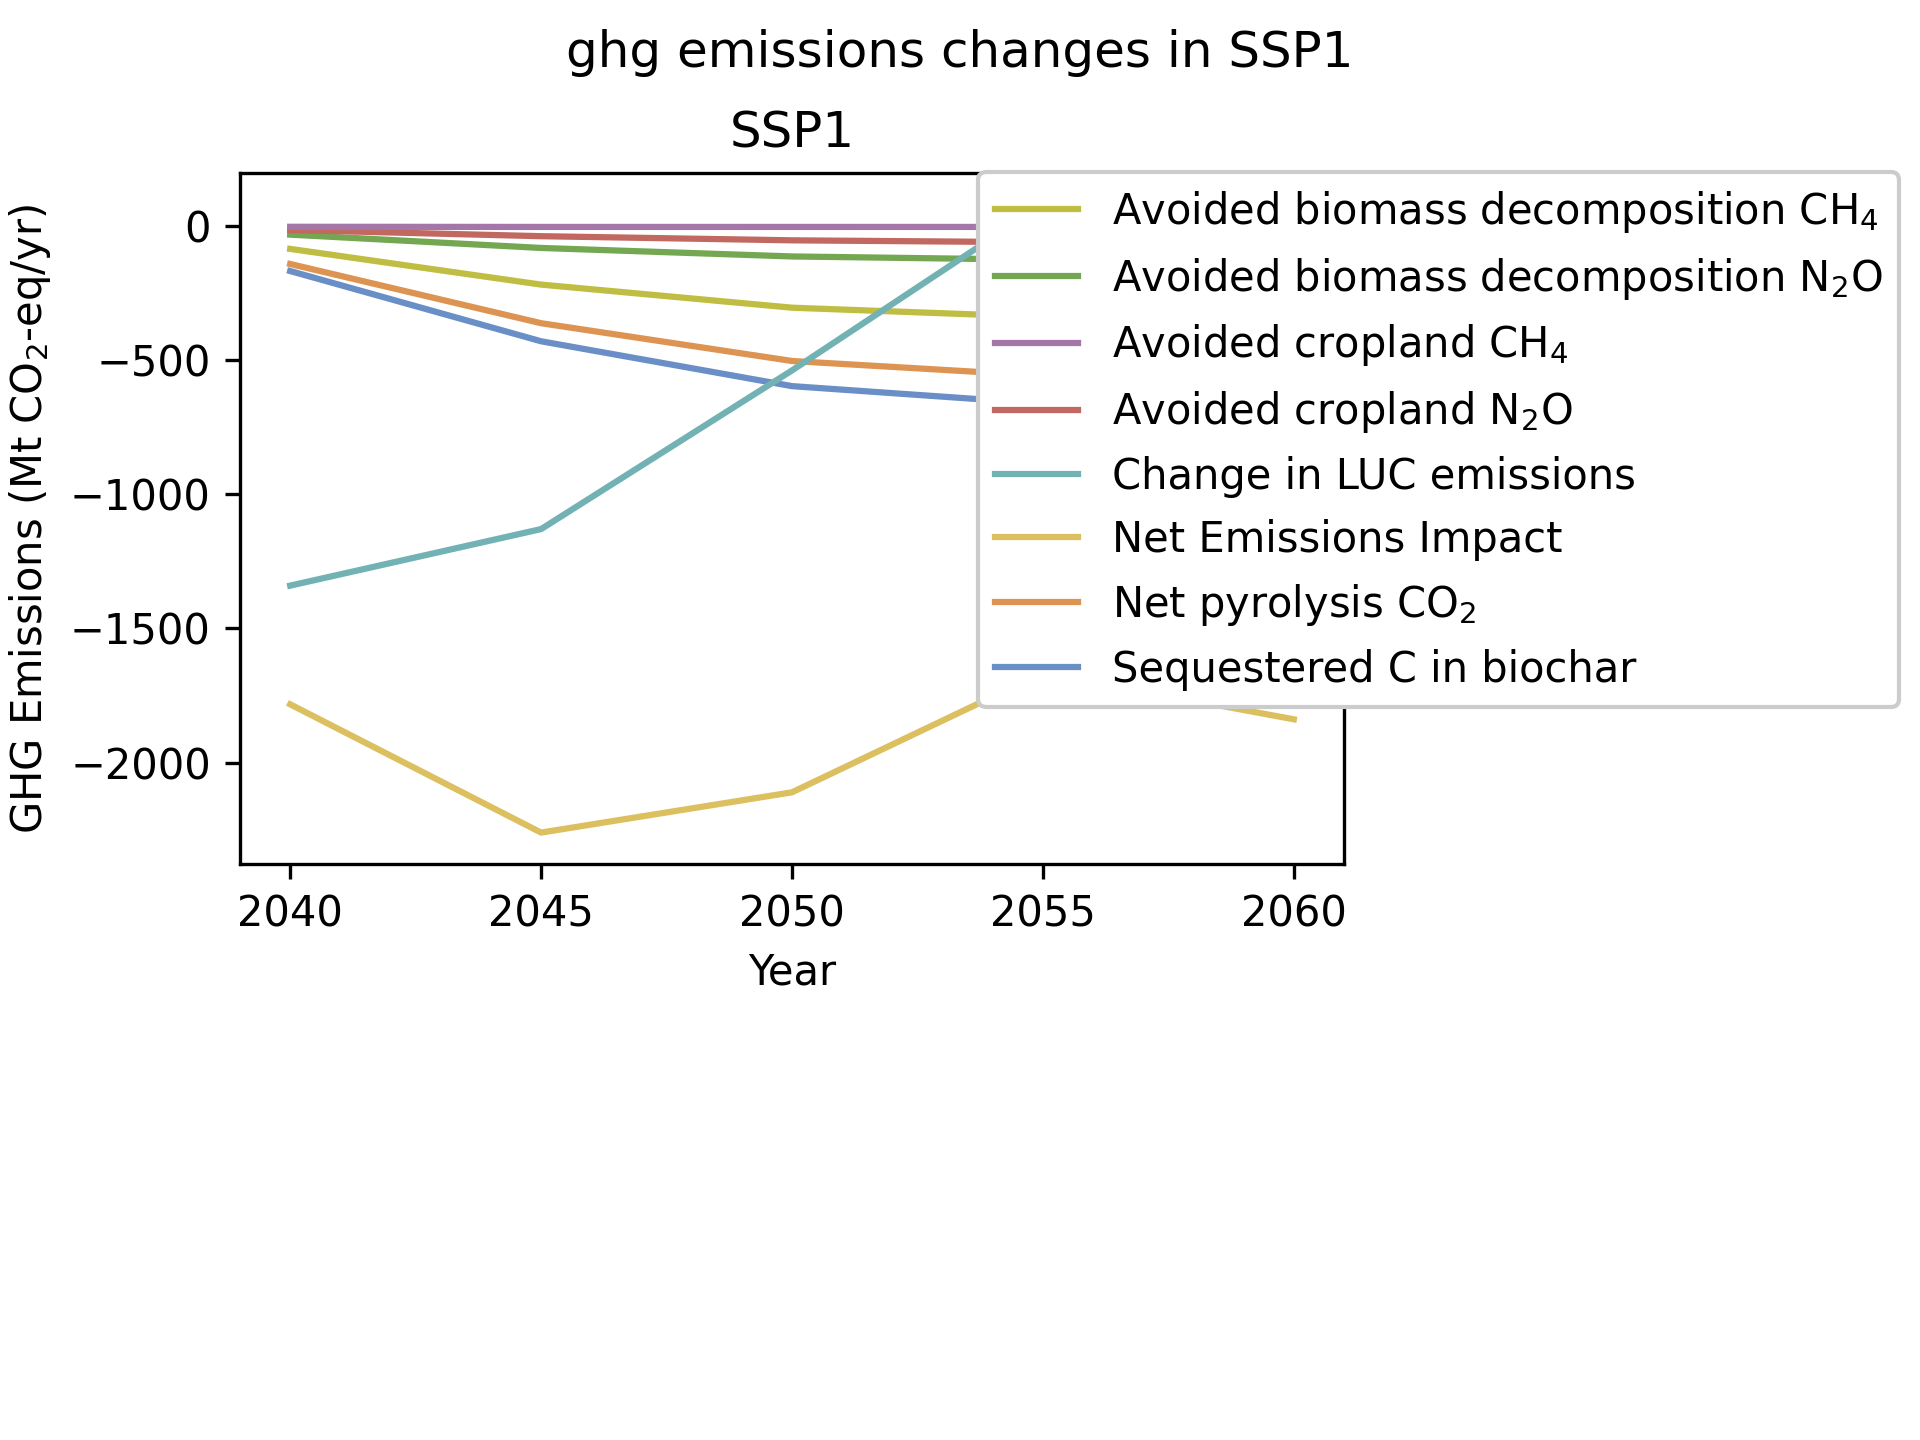 ghg emissions changes in SSP1
SSP1
GHG Emissions (Mt CO₂-eq/yr)
0
−500
−1000
−1500
−2000
2040 2045 2050 2055 2060
Year
Avoided biomass decomposition CH₄
Avoided biomass decomposition N₂O
Avoided cropland CH₄
Avoided cropland N₂O
Change in LUC emissions
Net Emissions Impact
Net pyrolysis CO₂
Sequestered C in biochar